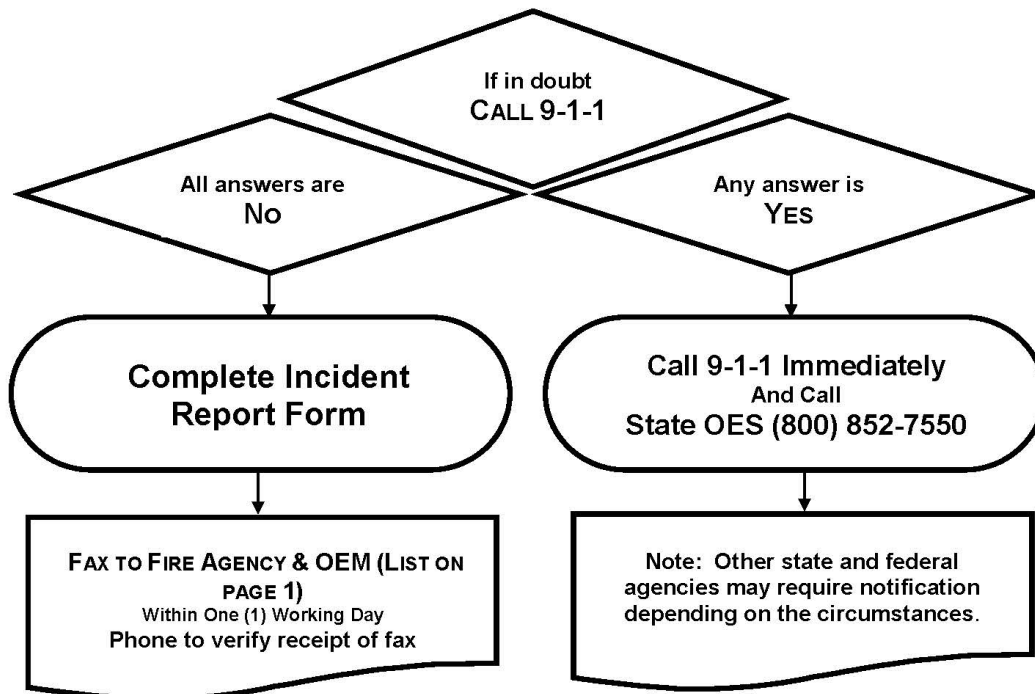 If in doubt
CALL 9-1-1
All answers are
No
Any answer is
YES
Complete Incident
Report Form
Call 9-1-1 Immediately
And Call
State OES (800) 852-7550
FAX TO FIRE AGENCY & OEM (LIST ON
PAGE 1)
Within One (1) Working Day
Phone to verify receipt of fax
Note: Other state and federal
agencies may require notification
depending on the circumstances.